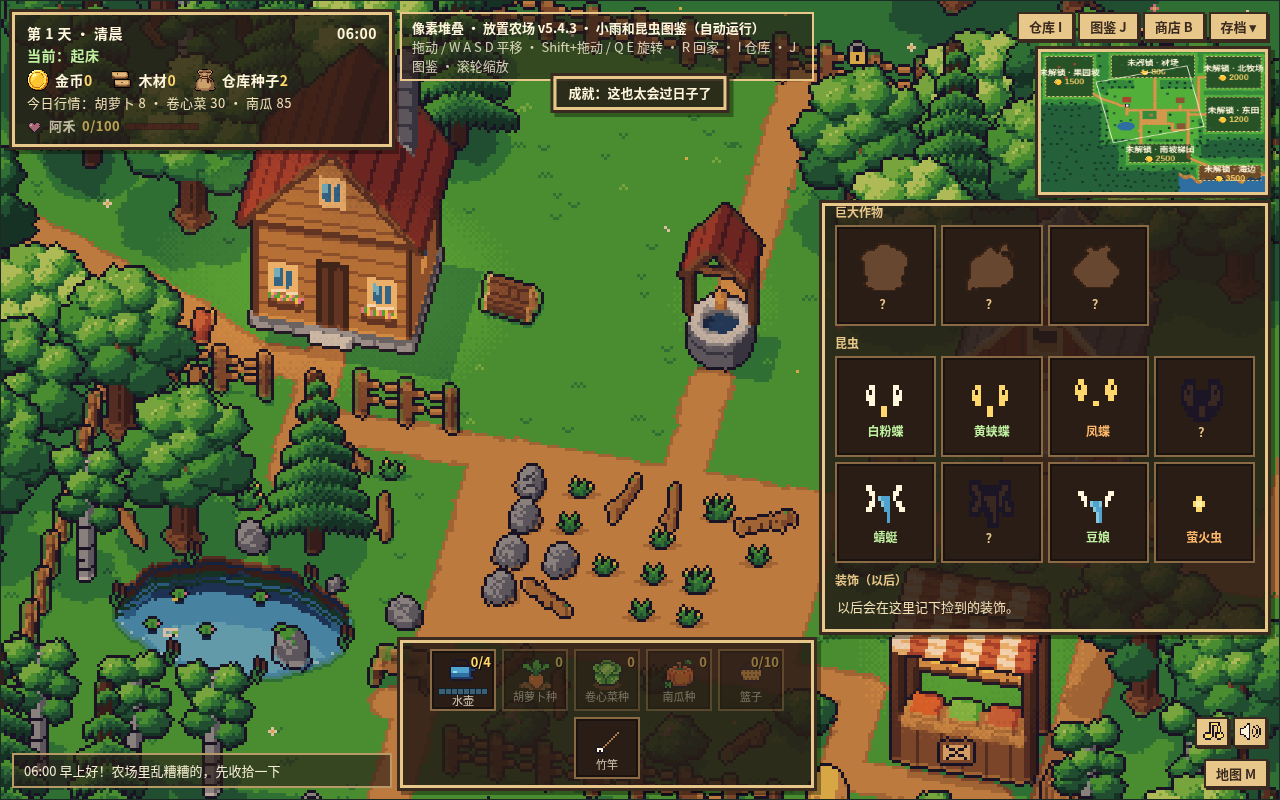 第 1 天 · 清晨 06:00
当前: 起床
金币0 木材0 仓库种子2
今日行情: 胡萝卜 8 · 卷心菜 30 · 南瓜 85
阿禾 0/100
像素堆叠 · 放置农场 v5.4.3 · 小雨和昆虫图鉴（自动运行）
拖动 / W A S D 平移 · Shift+拖动 / Q E 旋转 · R 回家 · I 仓库 · J
图鉴 · 滚轮缩放
成就: 这也太会过日子了
仓库 I
图鉴 J
商店 B
存档 ▾
未解锁 · 果园坡
1500
未解锁 · 林场
800
未解锁 · 北牧场
2000
未解锁 · 东田
1200
未解锁 · 南坡梯田
2500
未解锁 · 海边
3500
巨大作物
? ? ?
昆虫
白粉蝶 黄蛱蝶 凤蝶 ?
蜻蜓 ? 豆娘 萤火虫
装饰（以后）
以后会在这里记下捡到的装饰。
0/4 0 0 0 0/10
水壶 胡萝卜种 卷心菜种 南瓜种 篮子
竹竿
06:00 早上好！农场里乱糟糟的，先收拾一下
地图 M